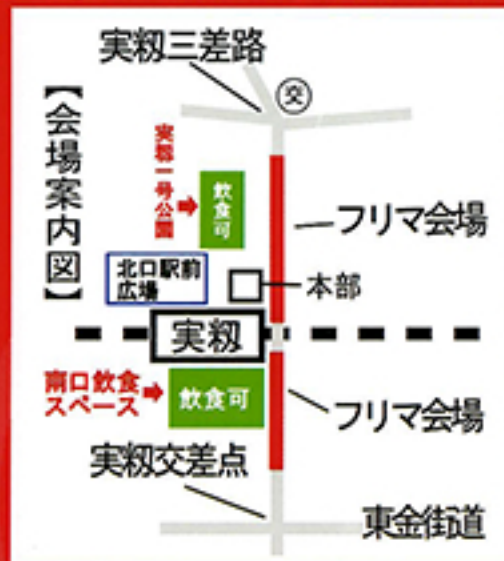 【会場案内図】
実籾三差路
交
実籾一号公園
飲食可
フリマ会場
北口駅前
広場
本部
実籾
南口飲食
スペース
飲食可
フリマ会場
実籾交差点
東金街道